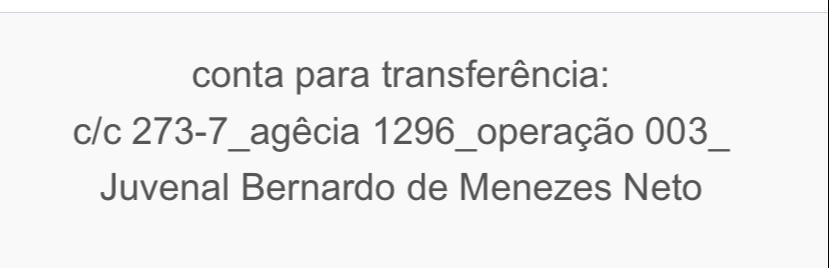 conta para transferência:
c/c 273-7_agêcia 1296_operação 003_
Juvenal Bernardo de Menezes Neto